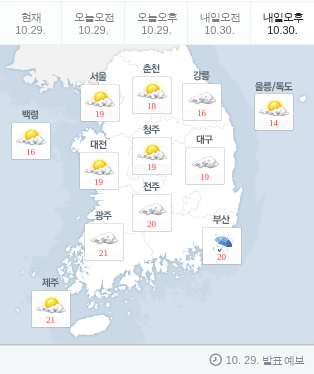 현재 오늘오전 오늘오후 내일오전 내일오후
10.29. 10.29. 10.29. 10.30. 10.30.
서울 19
춘천 18
강릉 16
울릉/독도 14
백령 16
대전 19
청주 19
대구 19
전주 20
광주 21
부산 20
제주 21
10. 29. 발표 예보